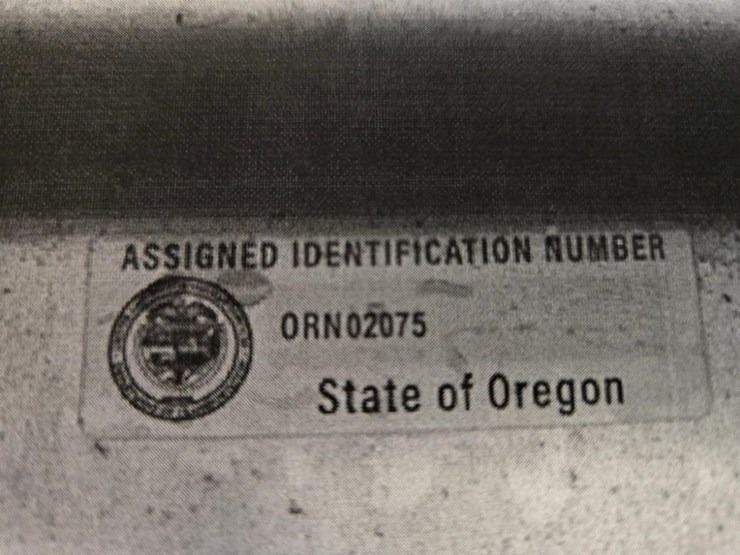 ASSIGNED IDENTIFICATION NUMBER
ORN02075
State of Oregon